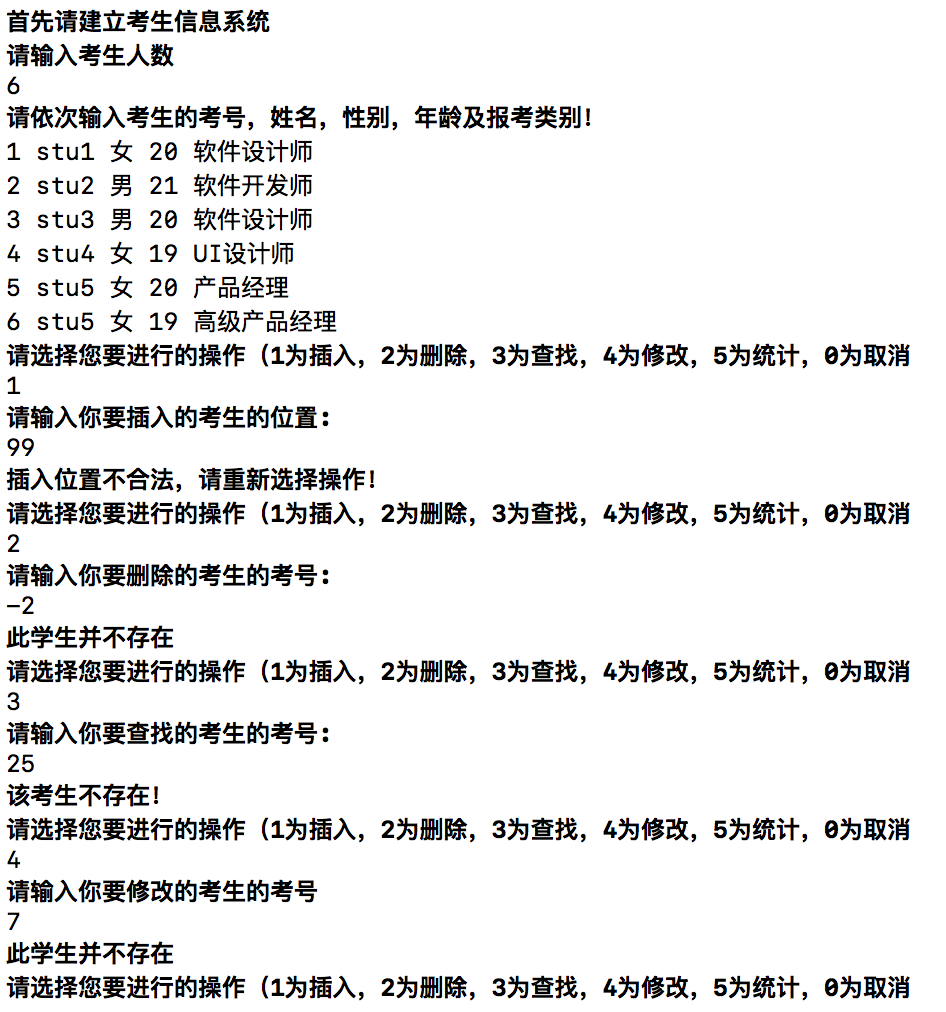 首先请建立考生信息系统
请输入考生人数
6
请依次输入考生的考号，姓名，性别，年龄及报考类别！
1 stu1 女 20 软件设计师
2 stu2 男 21 软件开发师
3 stu3 男 20 软件设计师
4 stu4 女 19 UI设计师
5 stu5 女 20 产品经理
6 stu5 女 19 高级产品经理
请选择您要进行的操作（1为插入，2为删除，3为查找，4为修改，5为统计，0为取消
1
请输入你要插入的考生的位置：
99
插入位置不合法，请重新选择操作！
请选择您要进行的操作（1为插入，2为删除，3为查找，4为修改，5为统计，0为取消
2
请输入你要删除的考生的考号：
-2
此学生并不存在
请选择您要进行的操作（1为插入，2为删除，3为查找，4为修改，5为统计，0为取消
3
请输入你要查找的考生的考号：
25
该考生不存在！
请选择您要进行的操作（1为插入，2为删除，3为查找，4为修改，5为统计，0为取消
4
请输入你要修改的考生的考号
7
此学生并不存在
请选择您要进行的操作（1为插入，2为删除，3为查找，4为修改，5为统计，0为取消